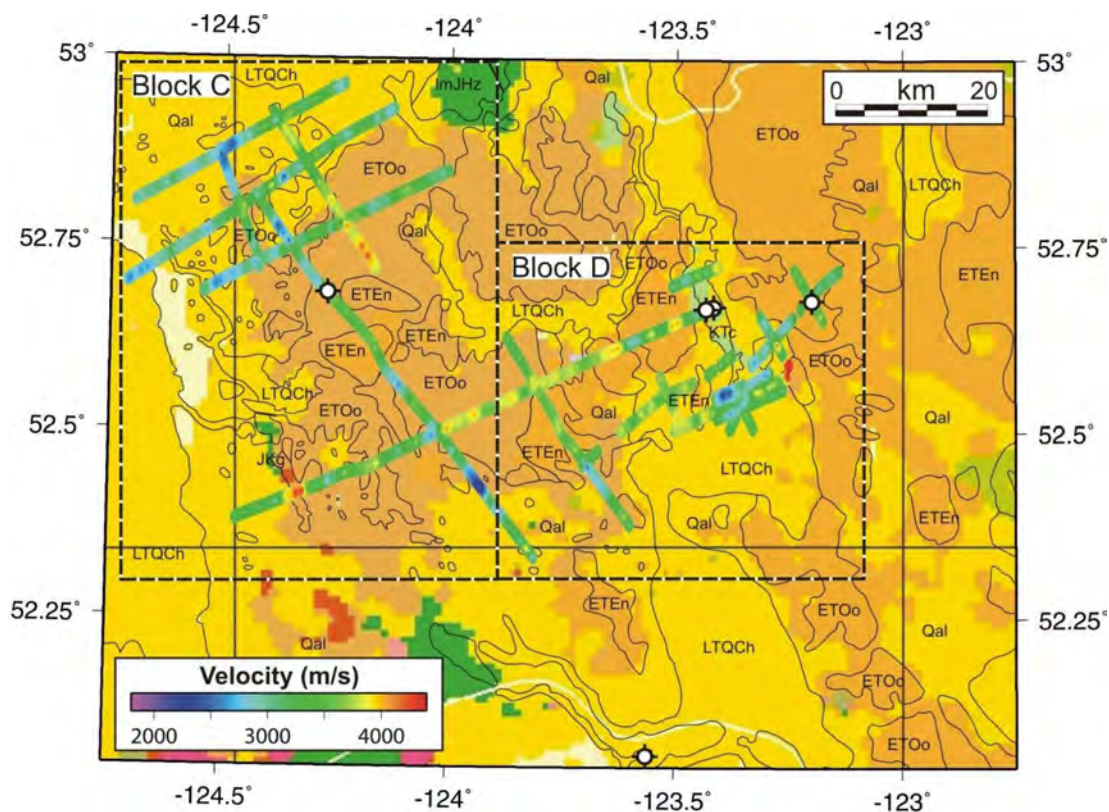 -124.5° -124° -123.5° -123°
53° 53°
Block C LTQCh Qal 0 km 20
lmJHz
Qal ETOo
ETOo Qal LTQCh
Qal ETOo
52.75° ETOo 52.75°
Block D ETOo
ETEn LTQCh ETEn ETEn
ETEn KTc
ETEn ETOo ETOo
LTQCh Qal ETEn Qal
ETOo
52.5° ETEn 52.5°
JKg LTQCh
Qal Qal ETEn
LTQCh
ETEn ETOo
52.25° 52.25°
Qal LTQCh Qal
Velocity (m/s) ETOo
2000 3000 4000 ETOo
-124.5° -124° -123.5° -123°